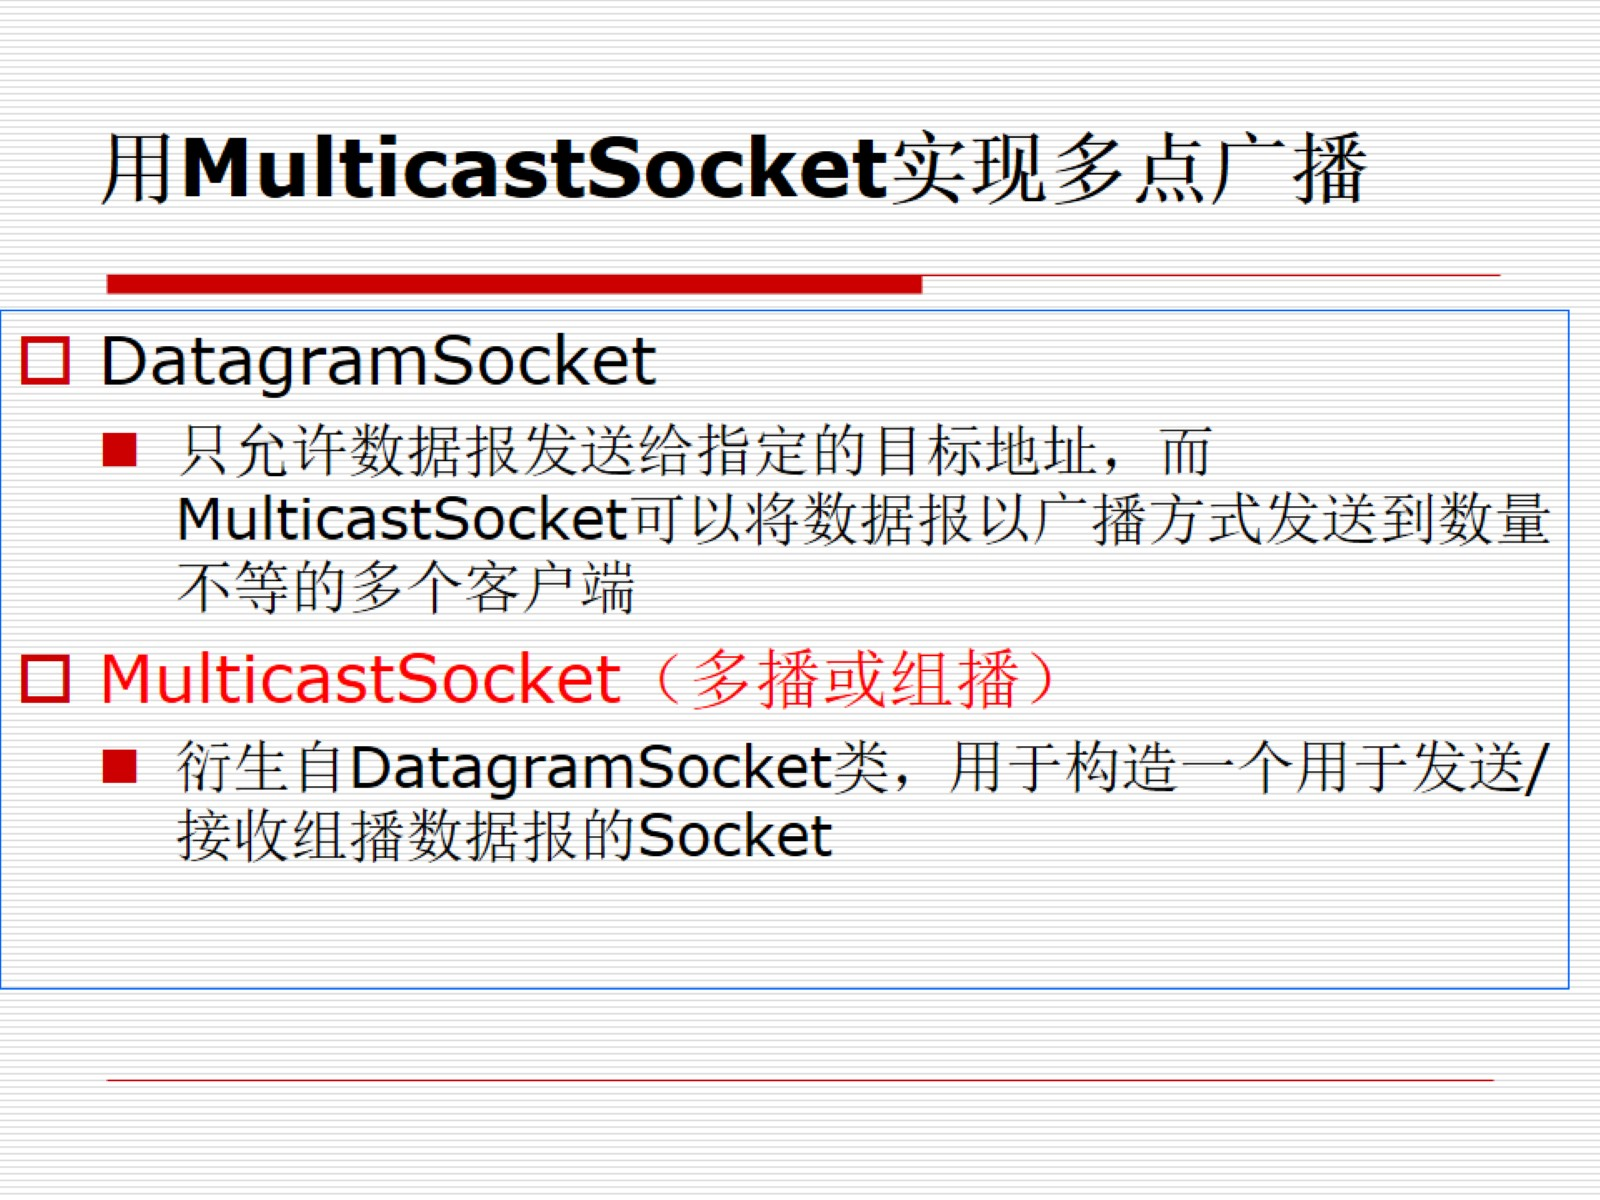 用MulticastSocket实现多点广播
DatagramSocket
只允许数据报发送给指定的目标地址，而
MulticastSocket可以将数据报以广播方式发送到数量
不等的多个客户端
MulticastSocket（多播或组播）
衍生自DatagramSocket类，用于构造一个用于发送/
接收组播数据报的Socket